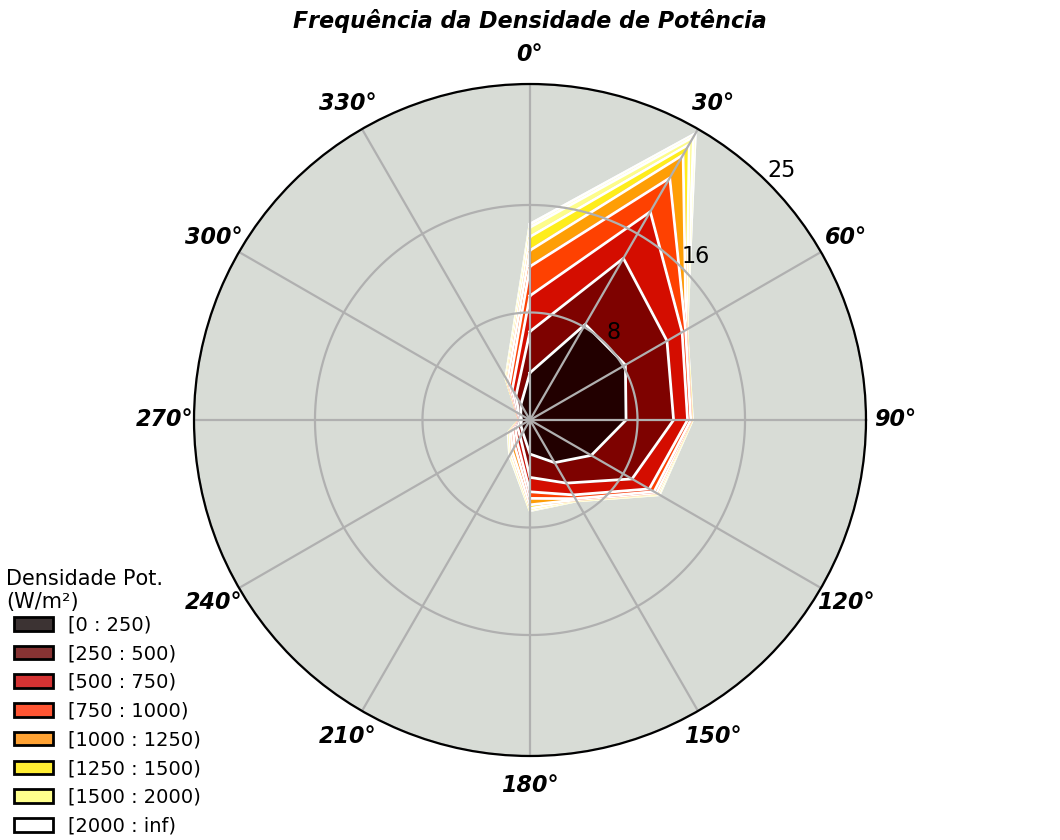 Frequência da Densidade de Potência
0°
330°
30°
25
300°
60°
16
8
270°
90°
240°
120°
210°
150°
180°
Densidade Pot.
(W/m²)
[0 : 250)
[250 : 500)
[500 : 750)
[750 : 1000)
[1000 : 1250)
[1250 : 1500)
[1500 : 2000)
[2000 : inf)